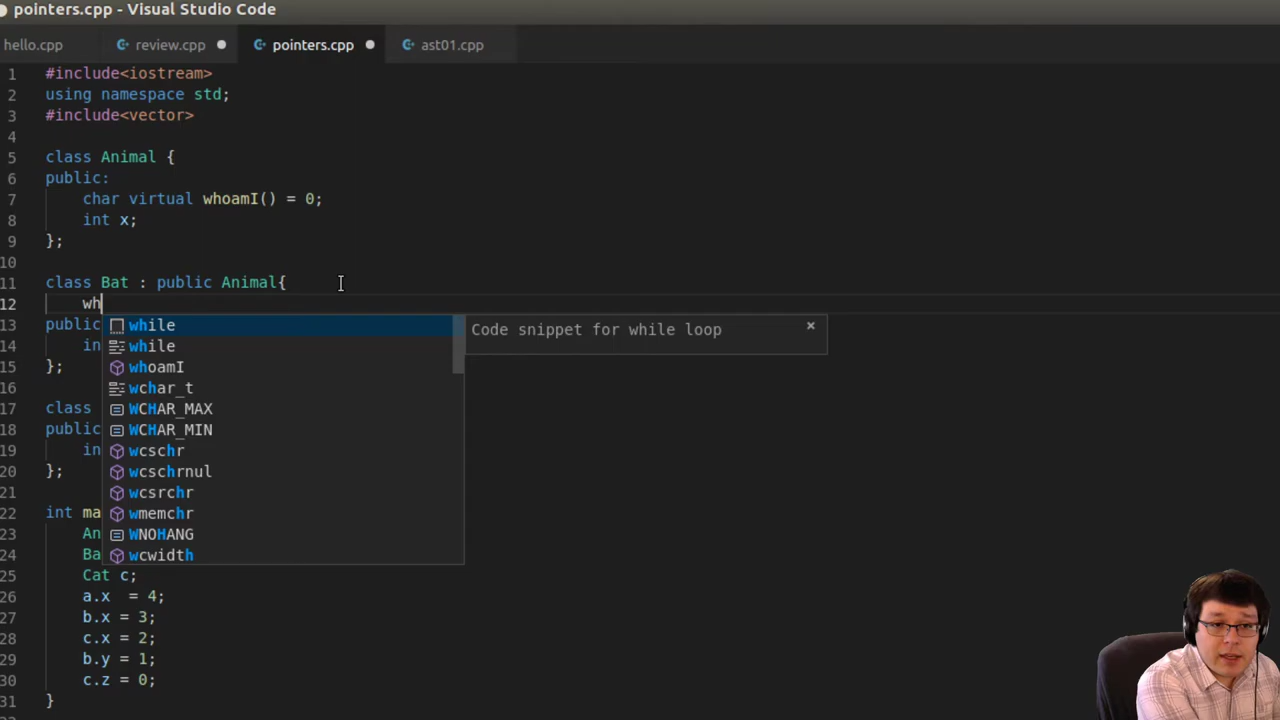 pointers.cpp - Visual Studio Code
hello.cpp review.cpp pointers.cpp ast01.cpp
1 #include<iostream>
2 using namespace std;
3 #include<vector>
4
5 class Animal {
6 public:
7 char virtual whoamI() = 0;
8 int x;
9 };
10
11 class Bat : public Animal{
12 wh
13 public while Code snippet for while loop ×
14 in while
15 }; whoamI
16 wchar_t
17 class WCHAR_MAX
18 public WCHAR_MIN
19 in wcschr
20 }; wcschrnul
21 wcsrchr
22 int ma wmemchr
23 An WNOHANG
24 Ba wcwidth
25 Cat c;
26 a.x = 4;
27 b.x = 3;
28 c.x = 2;
29 b.y = 1;
30 c.z = 0;
31 }